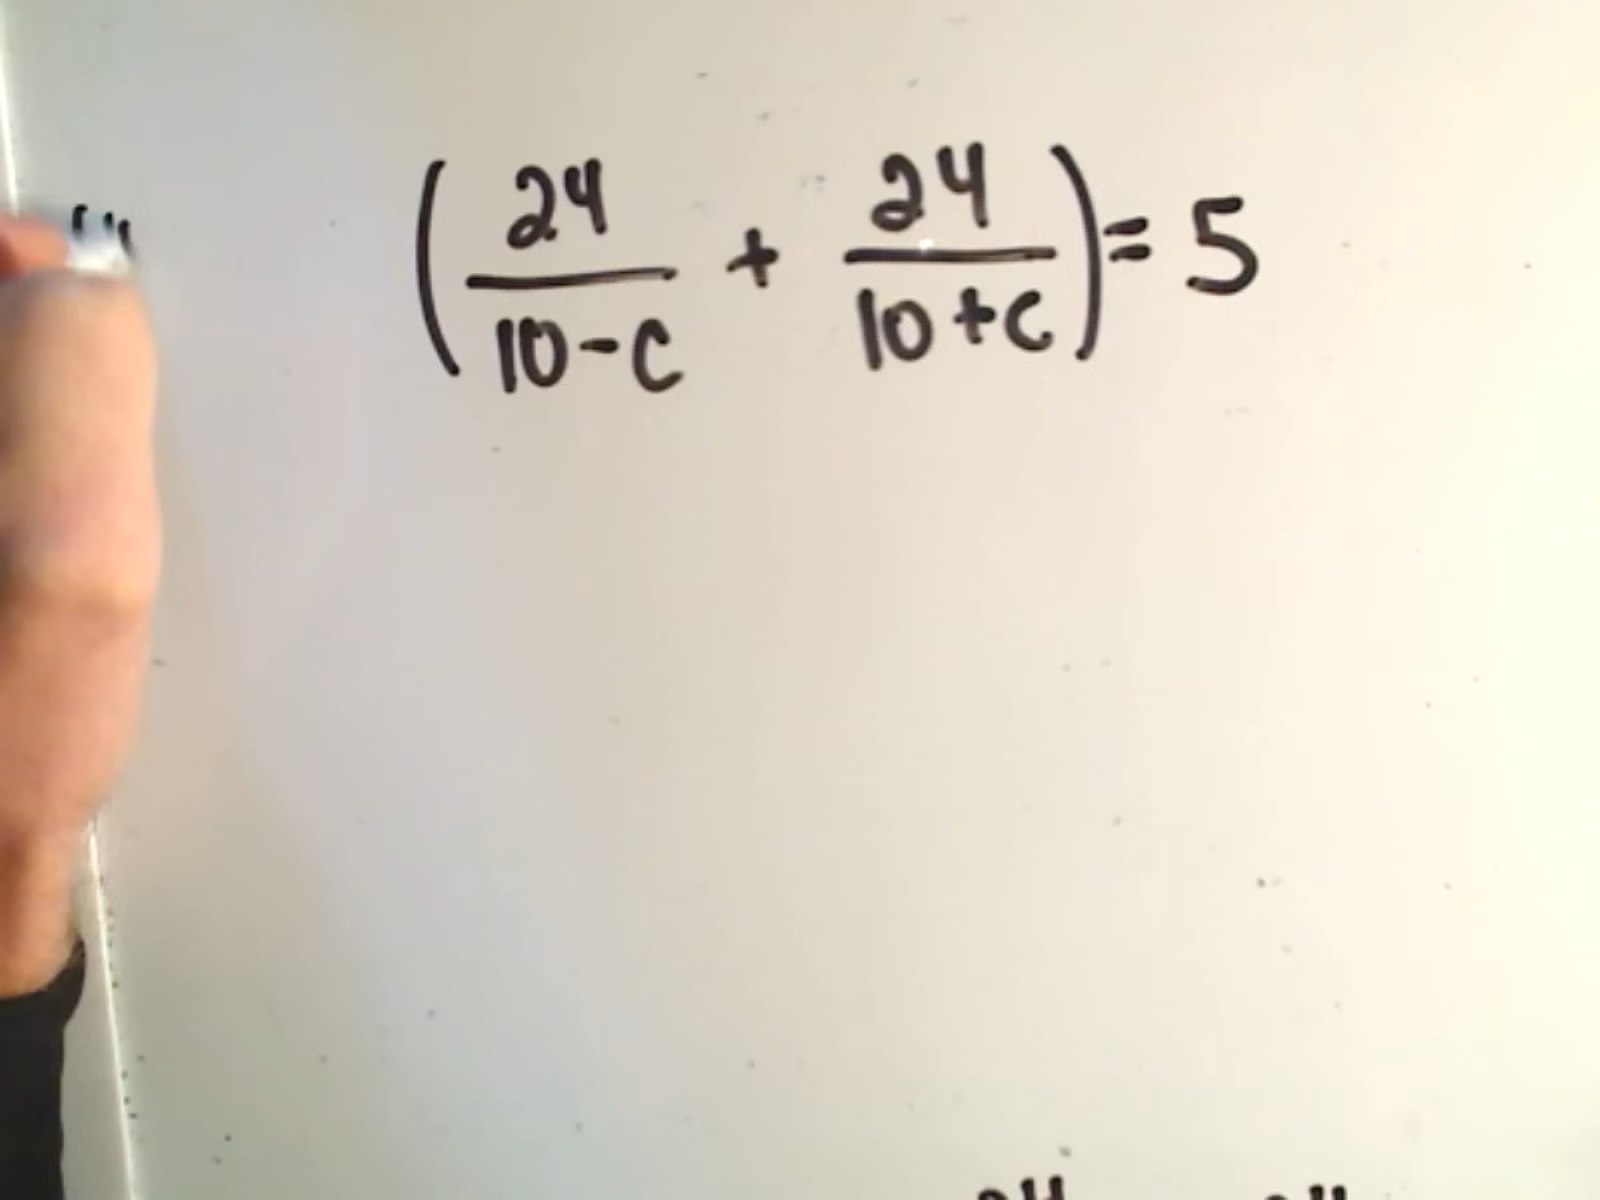 ( 24/(10-c) + 24/(10+c) ) = 5